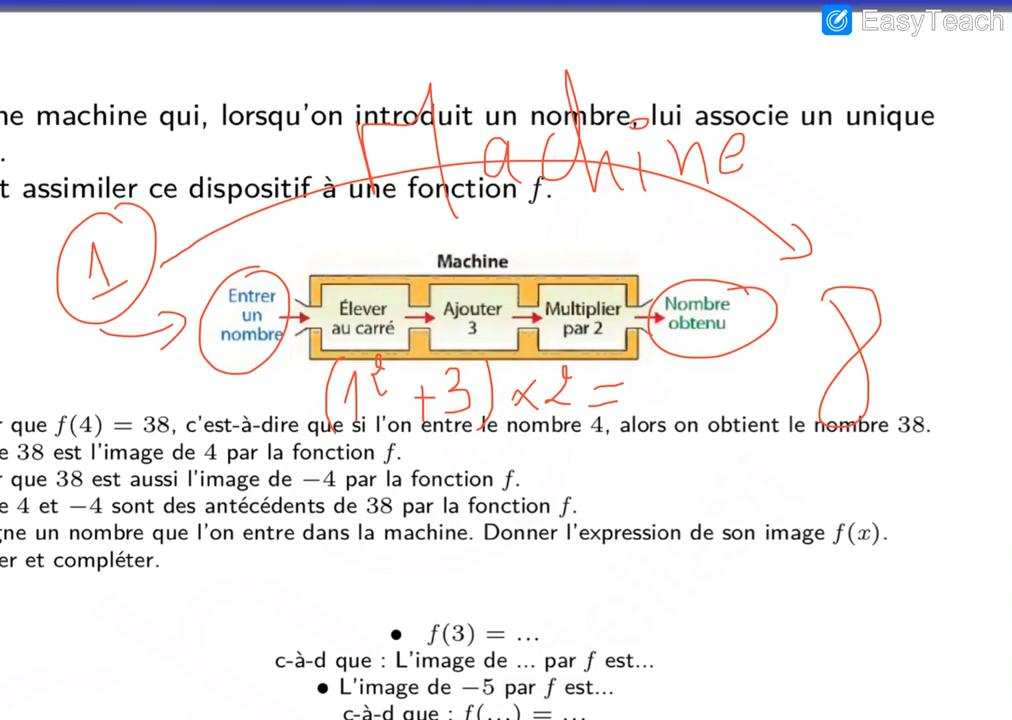 EasyTeach
ne machine qui, lorsqu'on introduit un nombre, lui associe un unique
.
t assimiler ce dispositif à une fonction f.
Machine
1
Machine
Entrer
un
nombre
Élever
au carré
Ajouter
3
Multiplier
par 2
Nombre
obtenu
8
(1² + 3) × 2 =
r que f(4) = 38, c'est-à-dire que si l'on entre le nombre 4, alors on obtient le nombre 38.
e 38 est l'image de 4 par la fonction f.
r que 38 est aussi l'image de −4 par la fonction f.
e 4 et −4 sont des antécédents de 38 par la fonction f.
gne un nombre que l'on entre dans la machine. Donner l'expression de son image f(x).
er et compléter.
• f(3) = ...
c-à-d que : L'image de ... par f est...
• L'image de −5 par f est...
c-à-d que : f(...) = ...